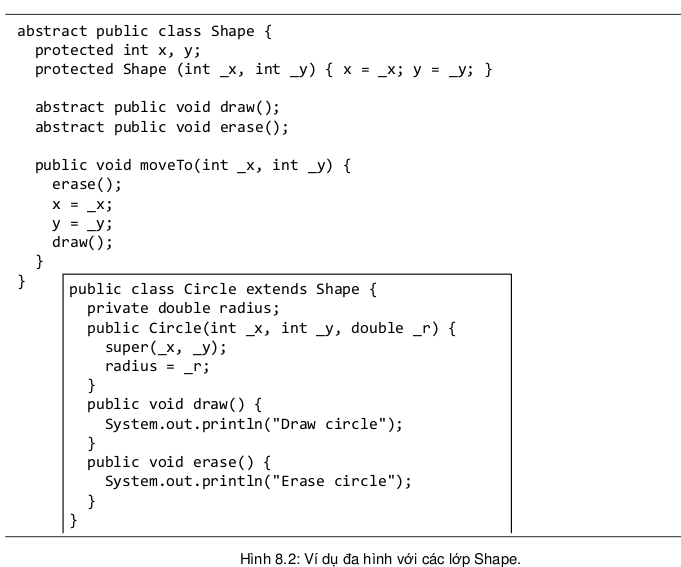 abstract public class Shape {
  protected int x, y;
  protected Shape (int _x, int _y) { x = _x; y = _y; }

  abstract public void draw();
  abstract public void erase();

  public void moveTo(int _x, int _y) {
    erase();
    x = _x;
    y = _y;
    draw();
  }
}
public class Circle extends Shape {
  private double radius;
  public Circle(int _x, int _y, double _r) {
    super(_x, _y);
    radius = _r;
  }
  public void draw() {
    System.out.println("Draw circle");
  }
  public void erase() {
    System.out.println("Erase circle");
  }
}
Hình 8.2: Ví dụ đa hình với các lớp Shape.